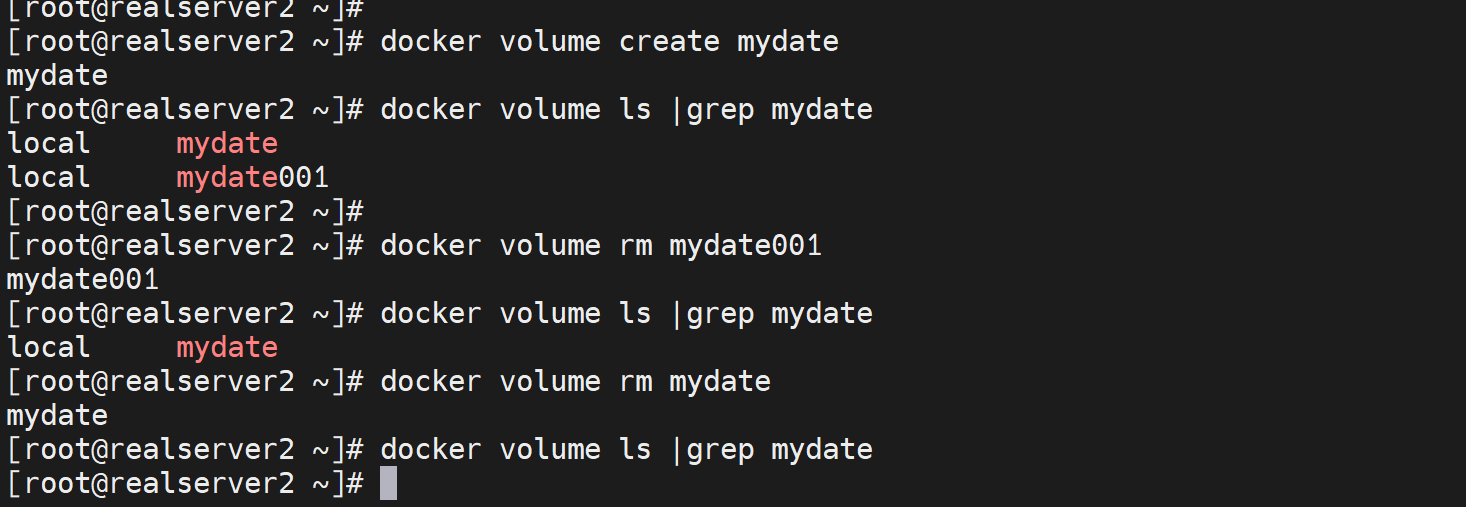 [root@realserver2 ~]#
[root@realserver2 ~]# docker volume create mydate
mydate
[root@realserver2 ~]# docker volume ls |grep mydate
local     mydate
local     mydate001
[root@realserver2 ~]#
[root@realserver2 ~]# docker volume rm mydate001
mydate001
[root@realserver2 ~]# docker volume ls |grep mydate
local     mydate
[root@realserver2 ~]# docker volume rm mydate
mydate
[root@realserver2 ~]# docker volume ls |grep mydate
[root@realserver2 ~]#